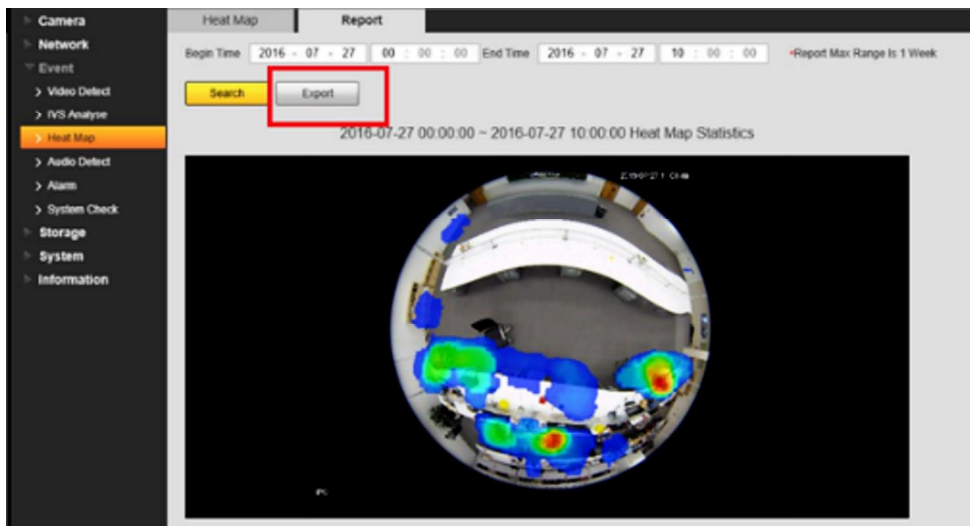 Camera
Network
Event
> Video Detect
> IVS Analyse
> Heat Map
> Audio Detect
> Alarm
> System Check
Storage
System
Information
Heat Map Report
Begin Time 2016 - 07 - 27 00 : 00 : 00 End Time 2016 - 07 - 27 10 : 00 : 00 *Report Max Range Is 1 Week
Search Export
2016-07-27 00:00:00 ~ 2016-07-27 10:00:00 Heat Map Statistics